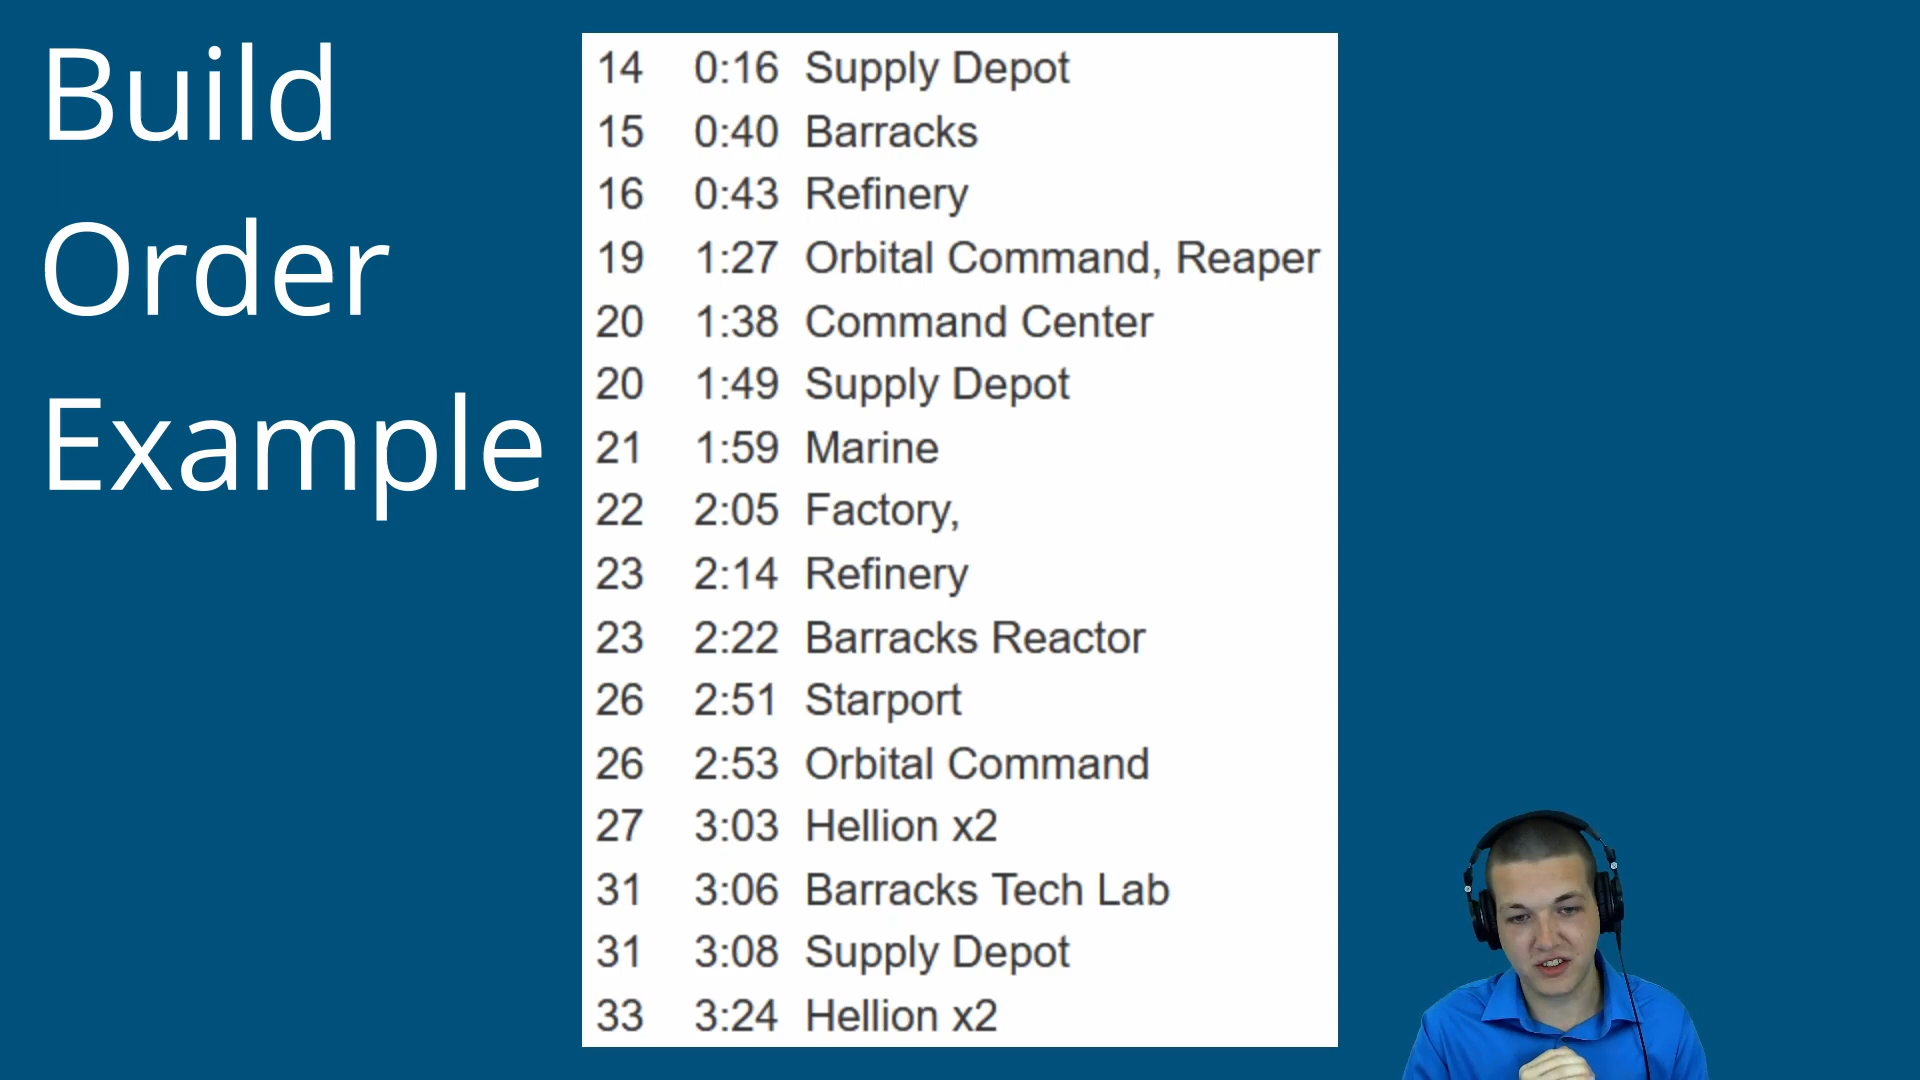 Build
Order
Example
14 0:16 Supply Depot
15 0:40 Barracks
16 0:43 Refinery
19 1:27 Orbital Command, Reaper
20 1:38 Command Center
20 1:49 Supply Depot
21 1:59 Marine
22 2:05 Factory,
23 2:14 Refinery
23 2:22 Barracks Reactor
26 2:51 Starport
26 2:53 Orbital Command
27 3:03 Hellion x2
31 3:06 Barracks Tech Lab
31 3:08 Supply Depot
33 3:24 Hellion x2